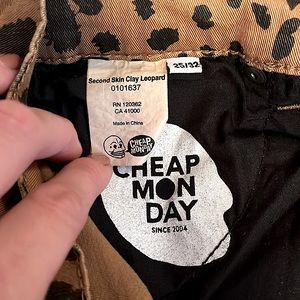 Second Skin Clay Leopard
0101637
RN 120362
CA 41000
Made in China
CHEAP
MONDAY
25/32
CHEAP
MON
DAY
SINCE 2004